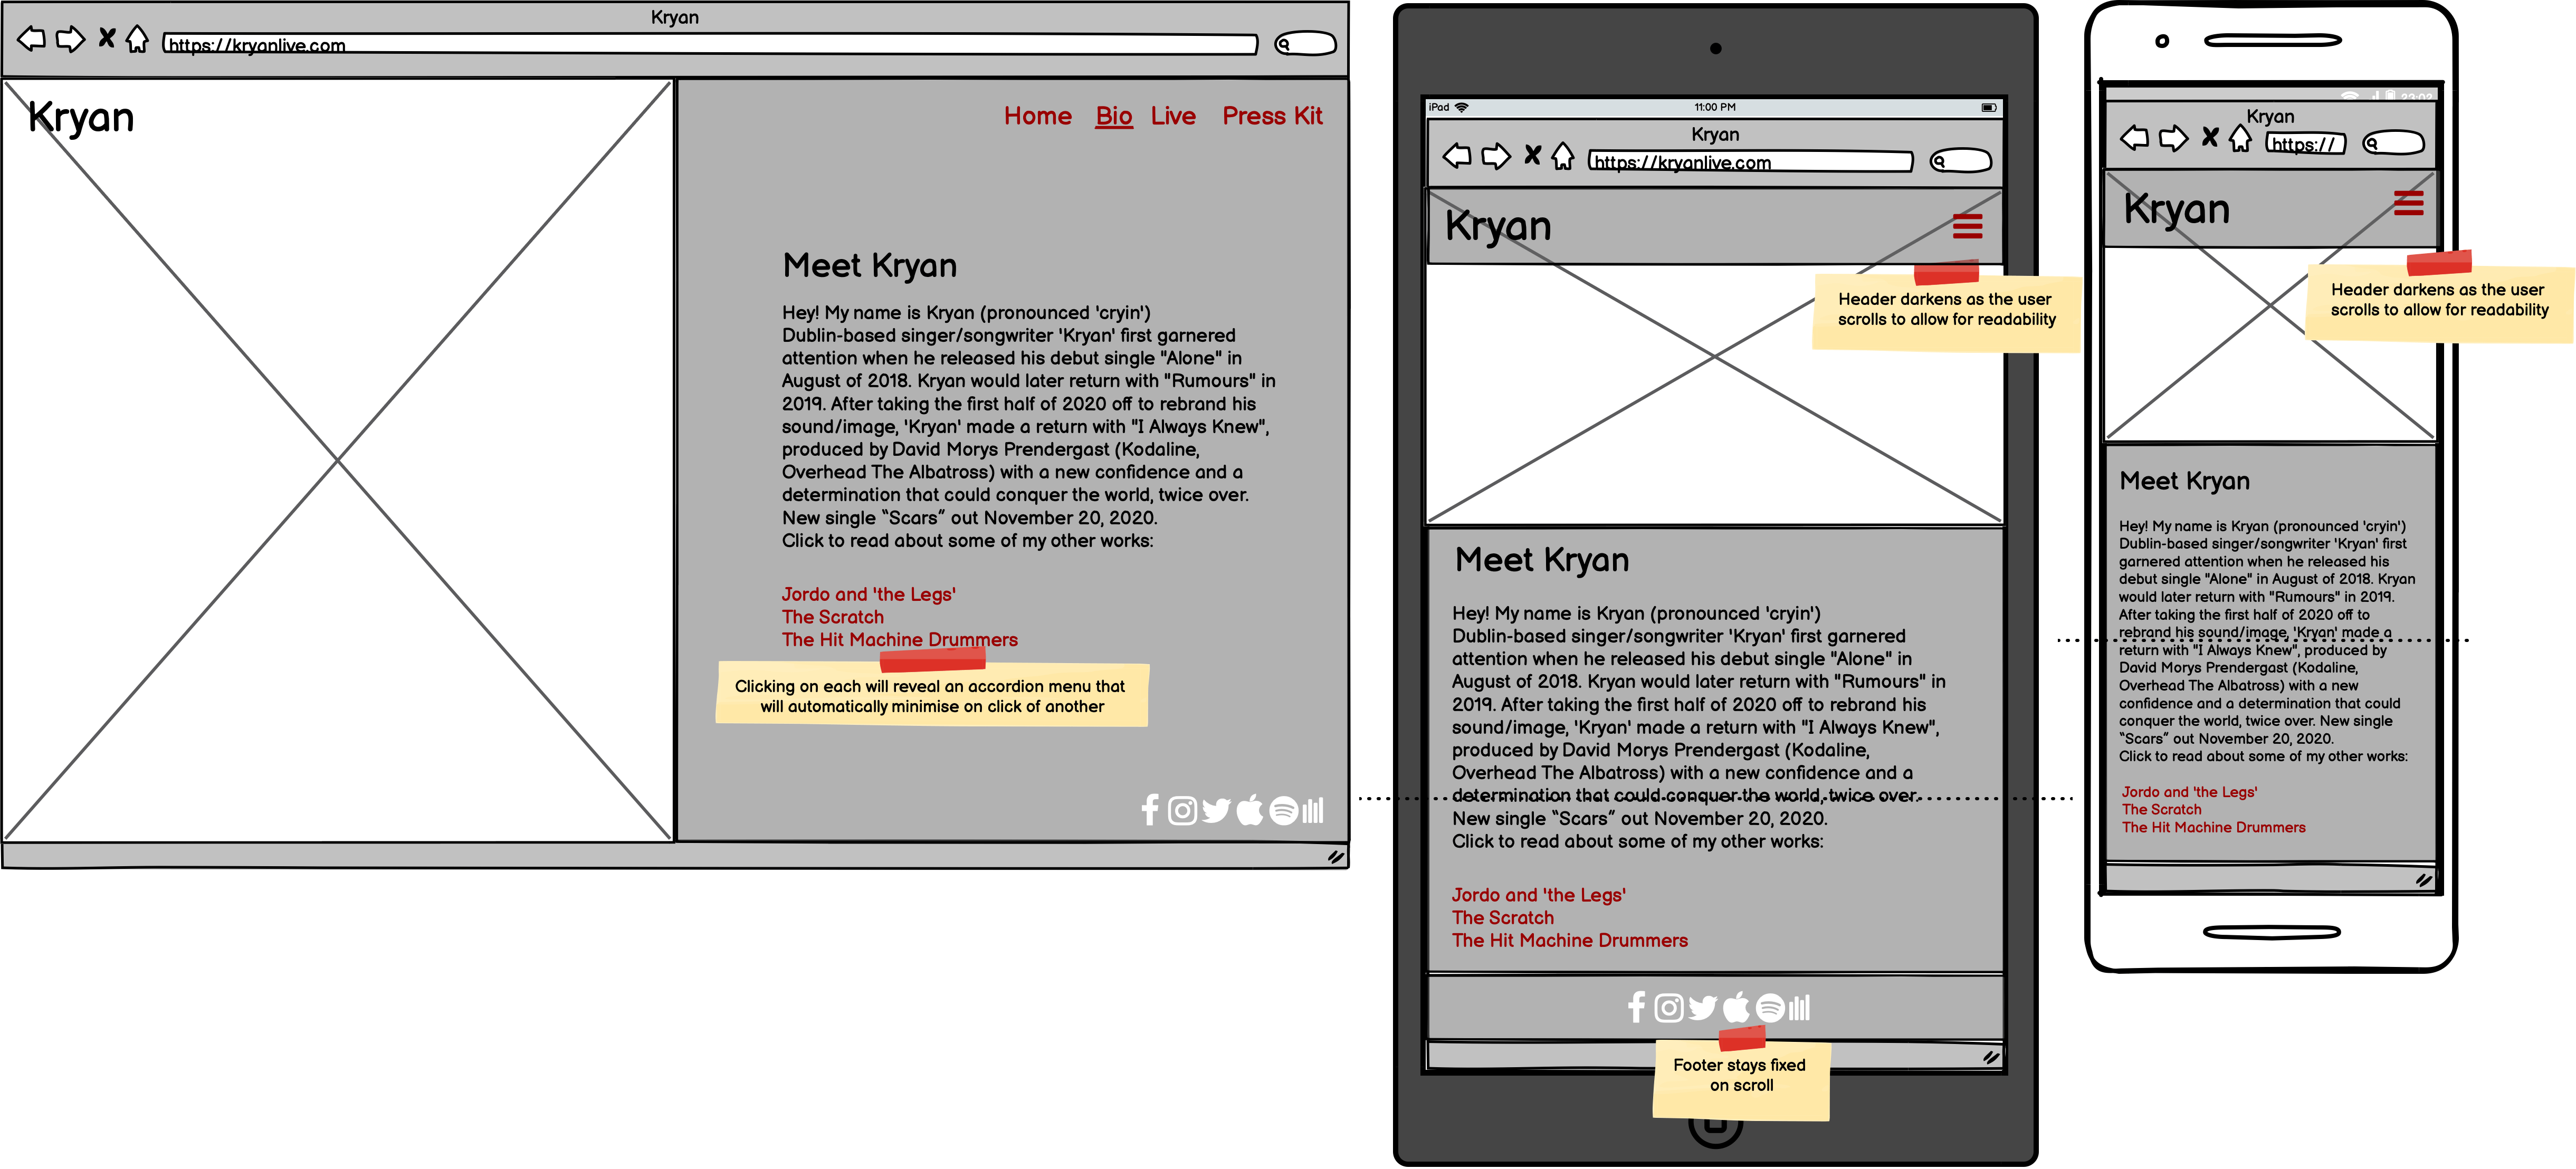 Kryan
https://kryanlive.com
Kryan
Home Bio Live Press Kit
Meet Kryan
Hey! My name is Kryan (pronounced 'cryin')
Dublin-based singer/songwriter 'Kryan' first garnered
attention when he released his debut single "Alone" in
August of 2018. Kryan would later return with "Rumours" in
2019. After taking the first half of 2020 off to rebrand his
sound/image, 'Kryan' made a return with "I Always Knew",
produced by David Morys Prendergast (Kodaline,
Overhead The Albatross) with a new confidence and a
determination that could conquer the world, twice over.
New single “Scars” out November 20, 2020.
Click to read about some of my other works:
Jordo and 'the Legs'
The Scratch
The Hit Machine Drummers
Clicking on each will reveal an accordion menu that
will automatically minimise on click of another
iPad 11:00 PM
Kryan
https://kryanlive.com
Kryan
Header darkens as the user
scrolls to allow for readability
Meet Kryan
Hey! My name is Kryan (pronounced 'cryin')
Dublin-based singer/songwriter 'Kryan' first garnered
attention when he released his debut single "Alone" in
August of 2018. Kryan would later return with "Rumours" in
2019. After taking the first half of 2020 off to rebrand his
sound/image, 'Kryan' made a return with "I Always Knew",
produced by David Morys Prendergast (Kodaline,
Overhead The Albatross) with a new confidence and a
determination that could conquer the world, twice over.
New single “Scars” out November 20, 2020.
Click to read about some of my other works:
Jordo and 'the Legs'
The Scratch
The Hit Machine Drummers
Footer stays fixed
on scroll
23:02
Kryan
https://
Kryan
Header darkens as the user
scrolls to allow for readability
Meet Kryan
Hey! My name is Kryan (pronounced 'cryin')
Dublin-based singer/songwriter 'Kryan' first
garnered attention when he released his
debut single "Alone" in August of 2018. Kryan
would later return with "Rumours" in 2019.
After taking the first half of 2020 off to
rebrand his sound/image, 'Kryan' made a
return with "I Always Knew", produced by
David Morys Prendergast (Kodaline,
Overhead The Albatross) with a new
confidence and a determination that could
conquer the world, twice over. New single
“Scars” out November 20, 2020.
Click to read about some of my other works:
Jordo and 'the Legs'
The Scratch
The Hit Machine Drummers